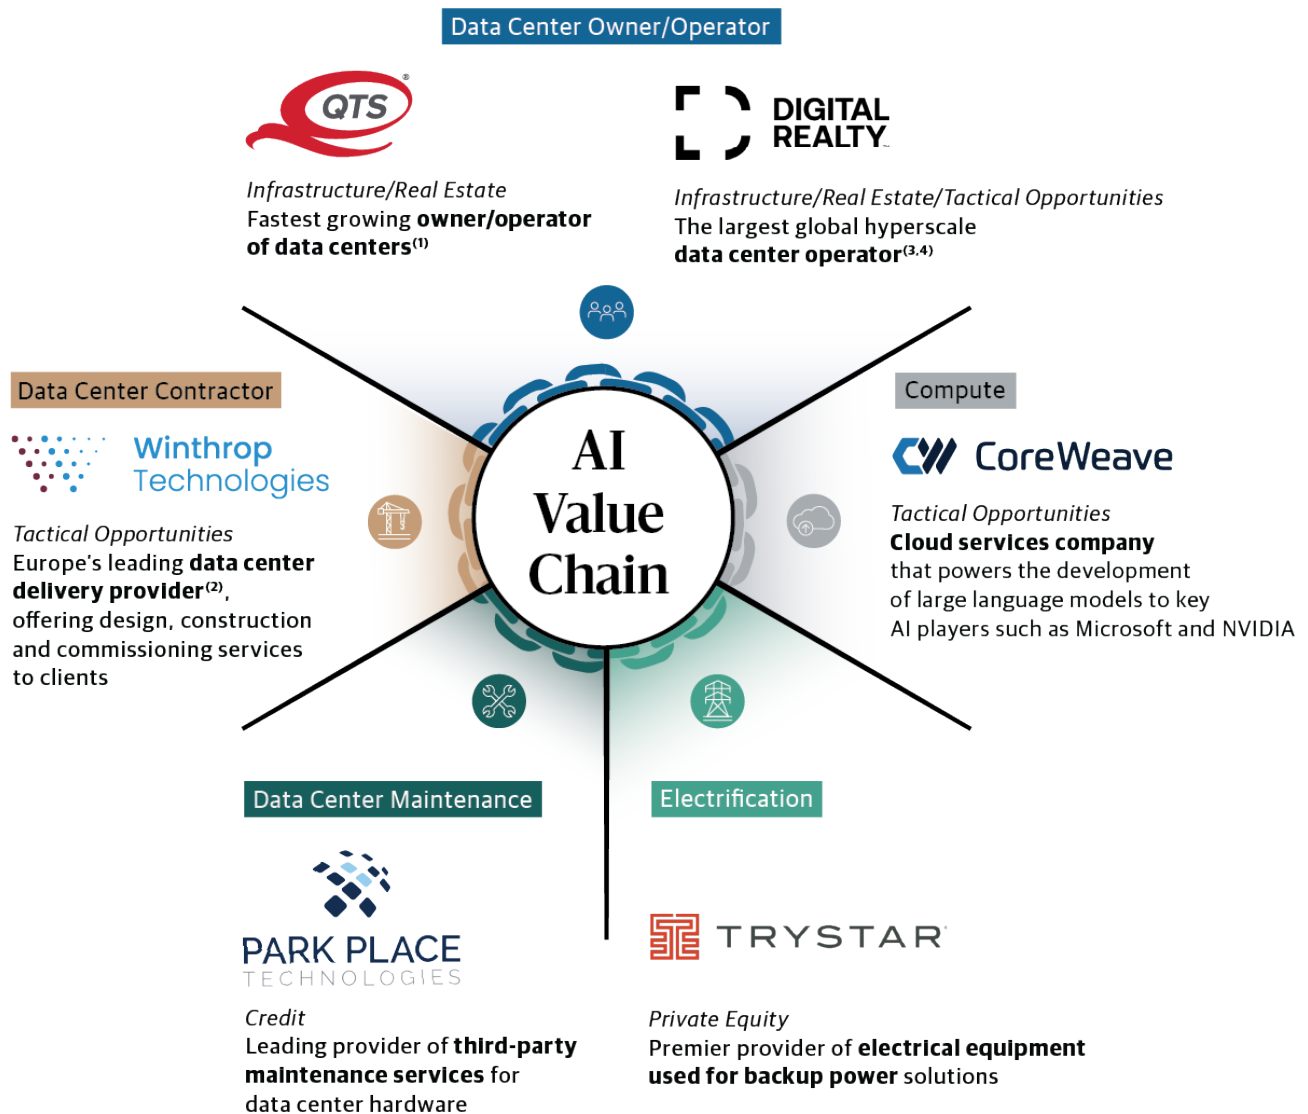 Data Center Owner/Operator
QTS®
Infrastructure/Real Estate
Fastest growing owner/operator
of data centers(1)
DIGITAL
REALTY
Infrastructure/Real Estate/Tactical Opportunities
The largest global hyperscale
data center operator(3,4)
Data Center Contractor
Winthrop
Technologies
Tactical Opportunities
Europe’s leading data center
delivery provider(2),
offering design, construction
and commissioning services
to clients
AI
Value
Chain
Compute
CoreWeave
Tactical Opportunities
Cloud services company
that powers the development
of large language models to key
AI players such as Microsoft and NVIDIA
Data Center Maintenance
PARK PLACE
TECHNOLOGIES
Credit
Leading provider of third-party
maintenance services for
data center hardware
Electrification
TRYSTAR
Private Equity
Premier provider of electrical equipment
used for backup power solutions